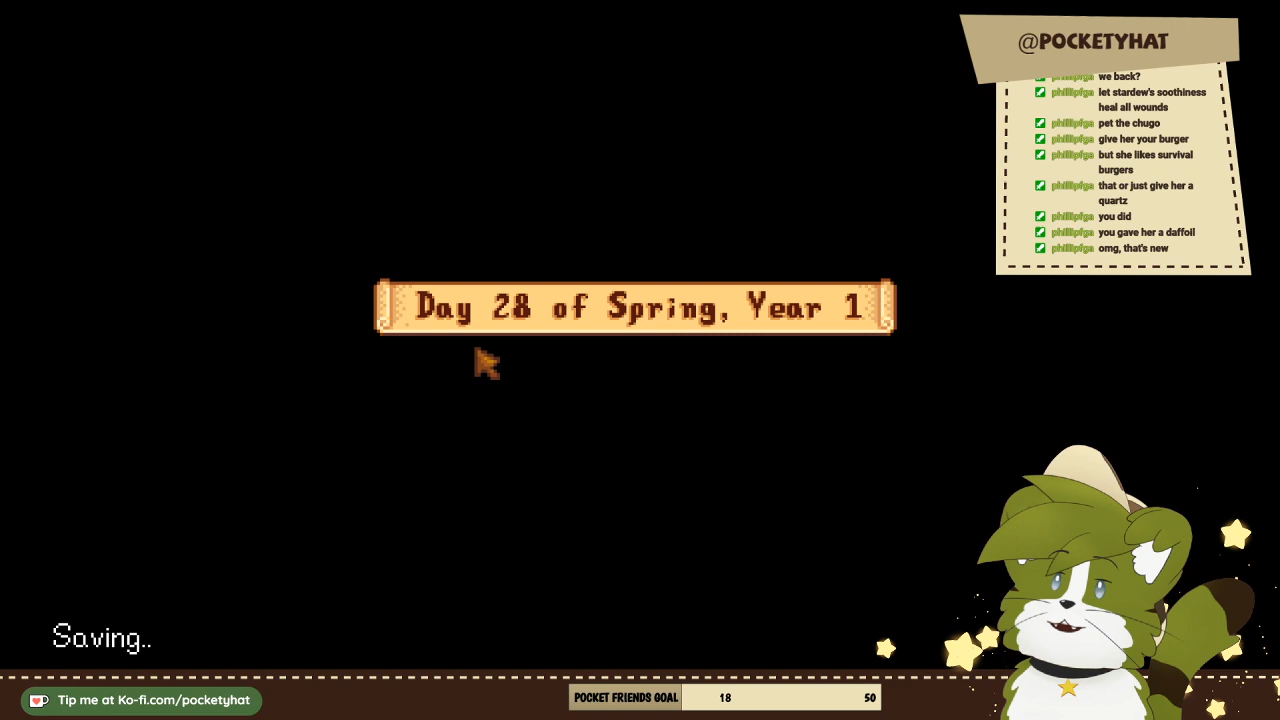 @POCKETYHAT
phillipfga we back?
phillipfga let stardew's soothiness
heal all wounds
phillipfga pet the chugo
phillipfga give her your burger
phillipfga but she likes survival
burgers
phillipfga that or just give her a
quartz
phillipfga you did
phillipfga you gave her a daffoil
phillipfga omg, that's new
Day 28 of Spring, Year 1
Saving..
Tip me at Ko-fi.com/pocketyhat
POCKET FRIENDS GOAL 18 50